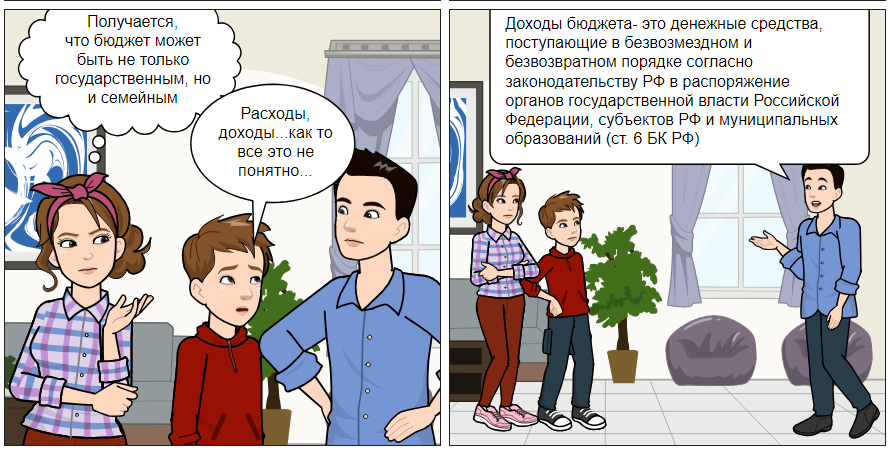 Получается,
что бюджет может
быть не только
государственным, но
и семейным
Расходы,
доходы...как то
все это не
понятно...
Доходы бюджета- это денежные средства,
поступающие в безвозмездном и
безвозвратном порядке согласно
законодательству РФ в распоряжение
органов государственной власти Российской
Федерации, субъектов РФ и муниципальных
образований (ст. 6 БК РФ)